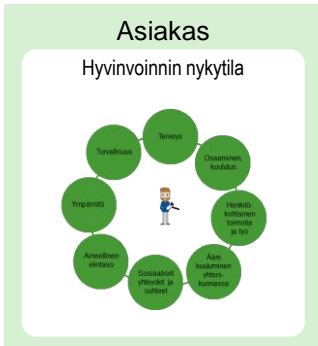 Asiakas
Hyvinvoinnin nykytila
Terveys
Osaaminen,
koulutus
Henkilö-
kohtainen
toiminta
ja työ
Ääni
kuuluminen
yhteis-
kunnassa
Sosiaaliset
yhteydet ja
suhteet
Aineellinen
elintaso
Ympäristö
Turvallisuus